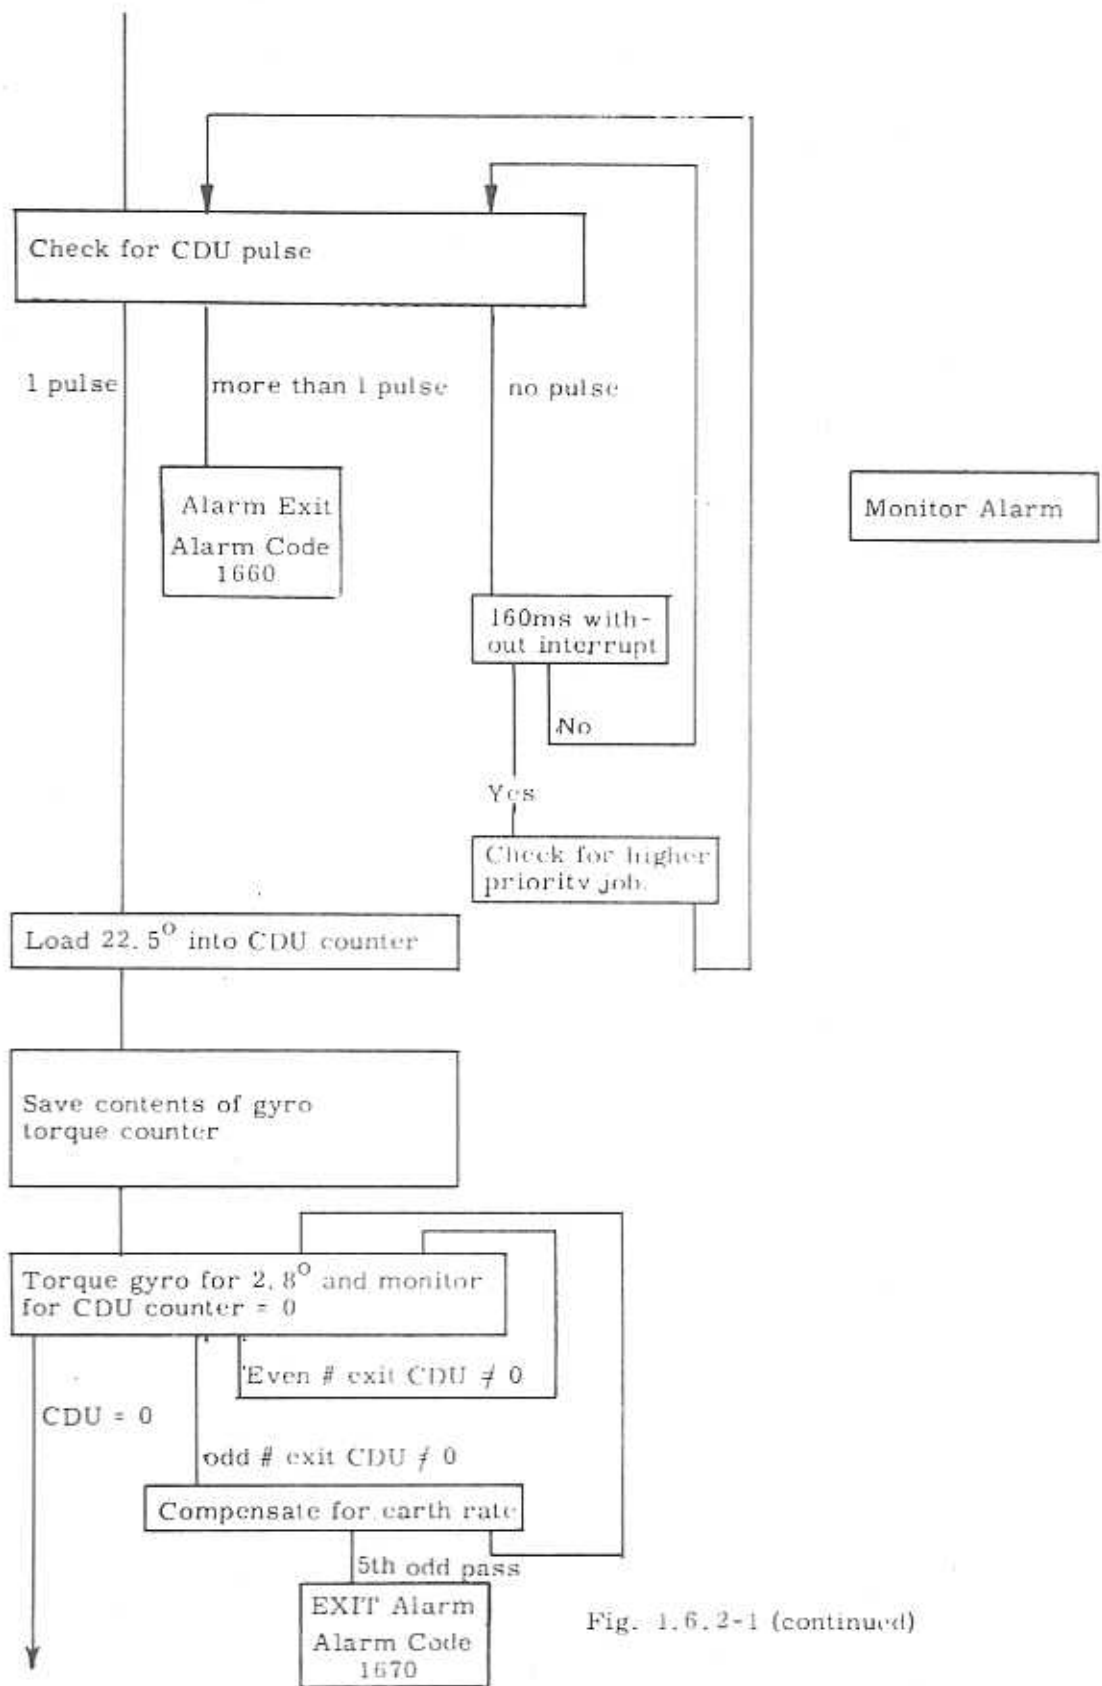 Check for CDU pulse
1 pulse
more than 1 pulse
no pulse
Alarm Exit
Alarm Code
1660
Monitor Alarm
160ms with-
out interrupt
No
Yes
Check for higher
priority job.
Load 22.5° into CDU counter
Save contents of gyro
torque counter
Torque gyro for 2.8° and monitor
for CDU counter = 0
Even # exit CDU ≠ 0
CDU = 0
odd # exit CDU ≠ 0
Compensate for earth rate
5th odd pass
EXIT Alarm
Alarm Code
1670
Fig. 1.6.2-1 (continued)